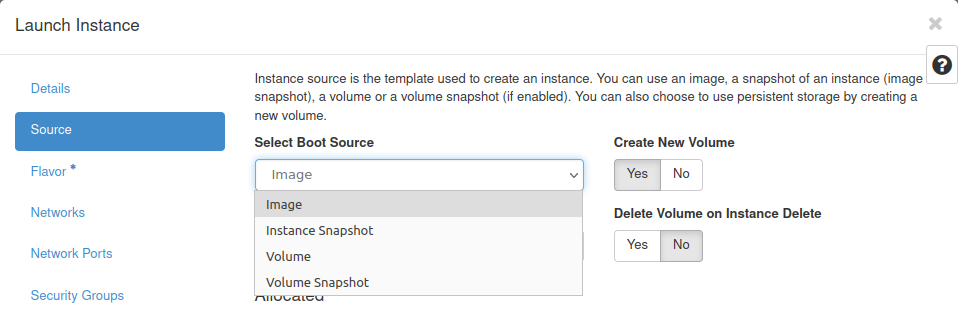 Launch Instance
×
?
Details
Source
Flavor *
Networks
Network Ports
Security Groups
Instance source is the template used to create an instance. You can use an image, a snapshot of an instance (image
snapshot), a volume or a volume snapshot (if enabled). You can also choose to use persistent storage by creating a
new volume.
Select Boot Source
Image
Image
Instance Snapshot
Volume
Volume Snapshot
Create New Volume
Yes No
Delete Volume on Instance Delete
Yes No
Allocated